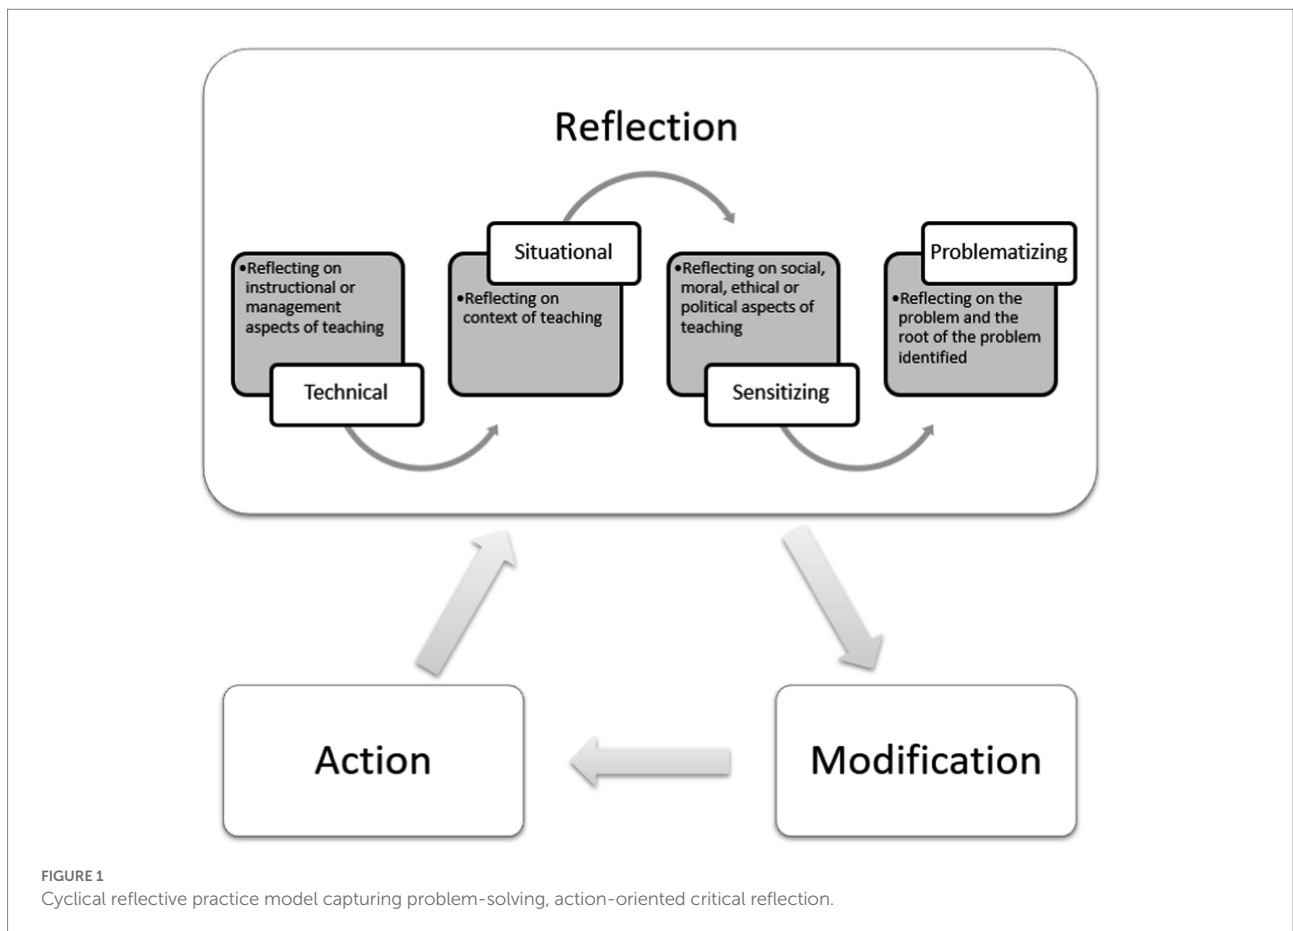 Reflection
Situational
Problematizing
•Reflecting on
instructional or
management
aspects of teaching
Technical
•Reflecting on
context of teaching
•Reflecting on social,
moral, ethical or
political aspects of
teaching
Sensitizing
•Reflecting on the
problem and the
root of the problem
identified
Action
Modification
FIGURE 1
Cyclical reflective practice model capturing problem-solving, action-oriented critical reflection.